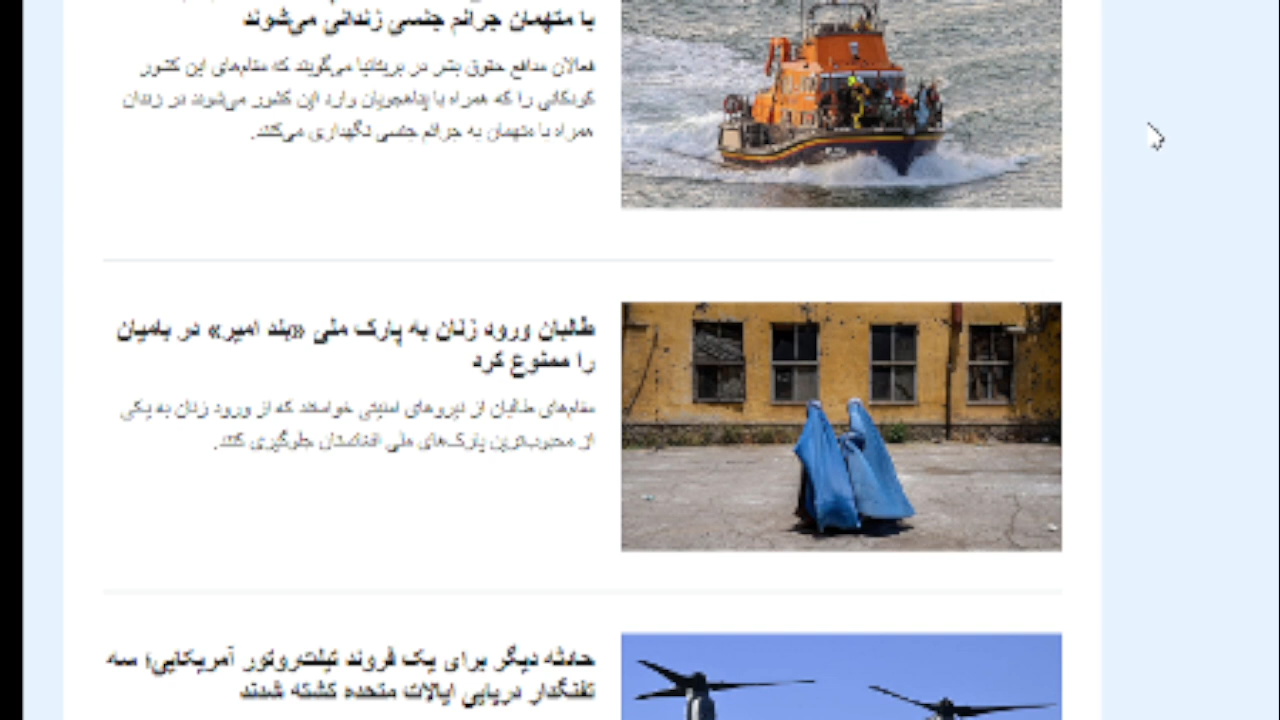 با متهمان جرائم جنسی زندانی می‌شوند
فعالان مدافع حقوق بشر در بریتانیا می‌گویند که مقام‌های این کشور
کودکانی را که همراه با پناهجویان وارد این کشور می‌شوند در زندان
همراه با متهمان به جرائم جنسی نگهداری می‌کنند.
طالبان ورود زنان به پارک ملی «بند امیر» در بامیان
را ممنوع کرد
مقام‌های طالبان از نیروهای امنیتی خواستند که از ورود زنان به یکی
از محبوب‌ترین پارک‌های ملی افغانستان جلوگیری کنند.
حادثه دیگر برای یک فروند تیلت‌روتور آمریکایی؛ سه
تفنگدار دریایی ایالات متحده کشته شدند